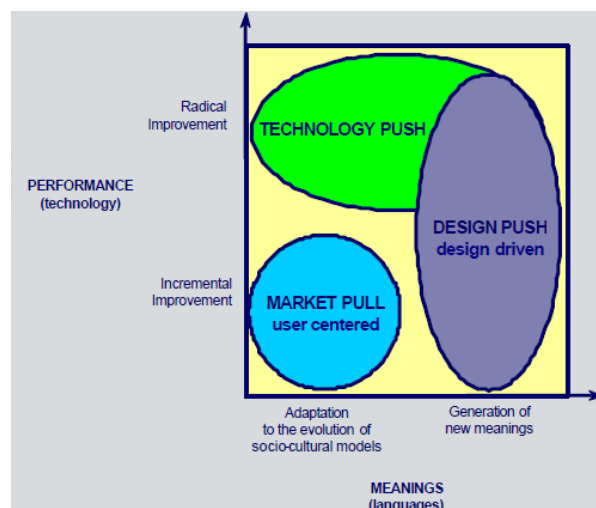 Radical
Improvement
TECHNOLOGY PUSH
PERFORMANCE
(technology)
DESIGN PUSH
design driven
Incremental
Improvement
MARKET PULL
user centered
Adaptation
to the evolution of
socio-cultural models
Generation of
new meanings
MEANINGS
(languages)